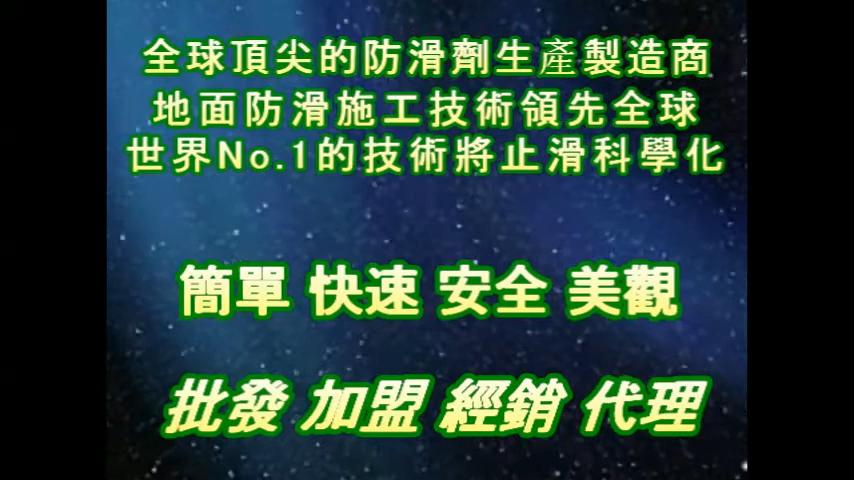 全球頂尖的防滑劑生產製造商
地面防滑施工技術領先全球
世界No.1的技術將止滑科學化
簡單 快速 安全 美觀
批發 加盟 經銷 代理